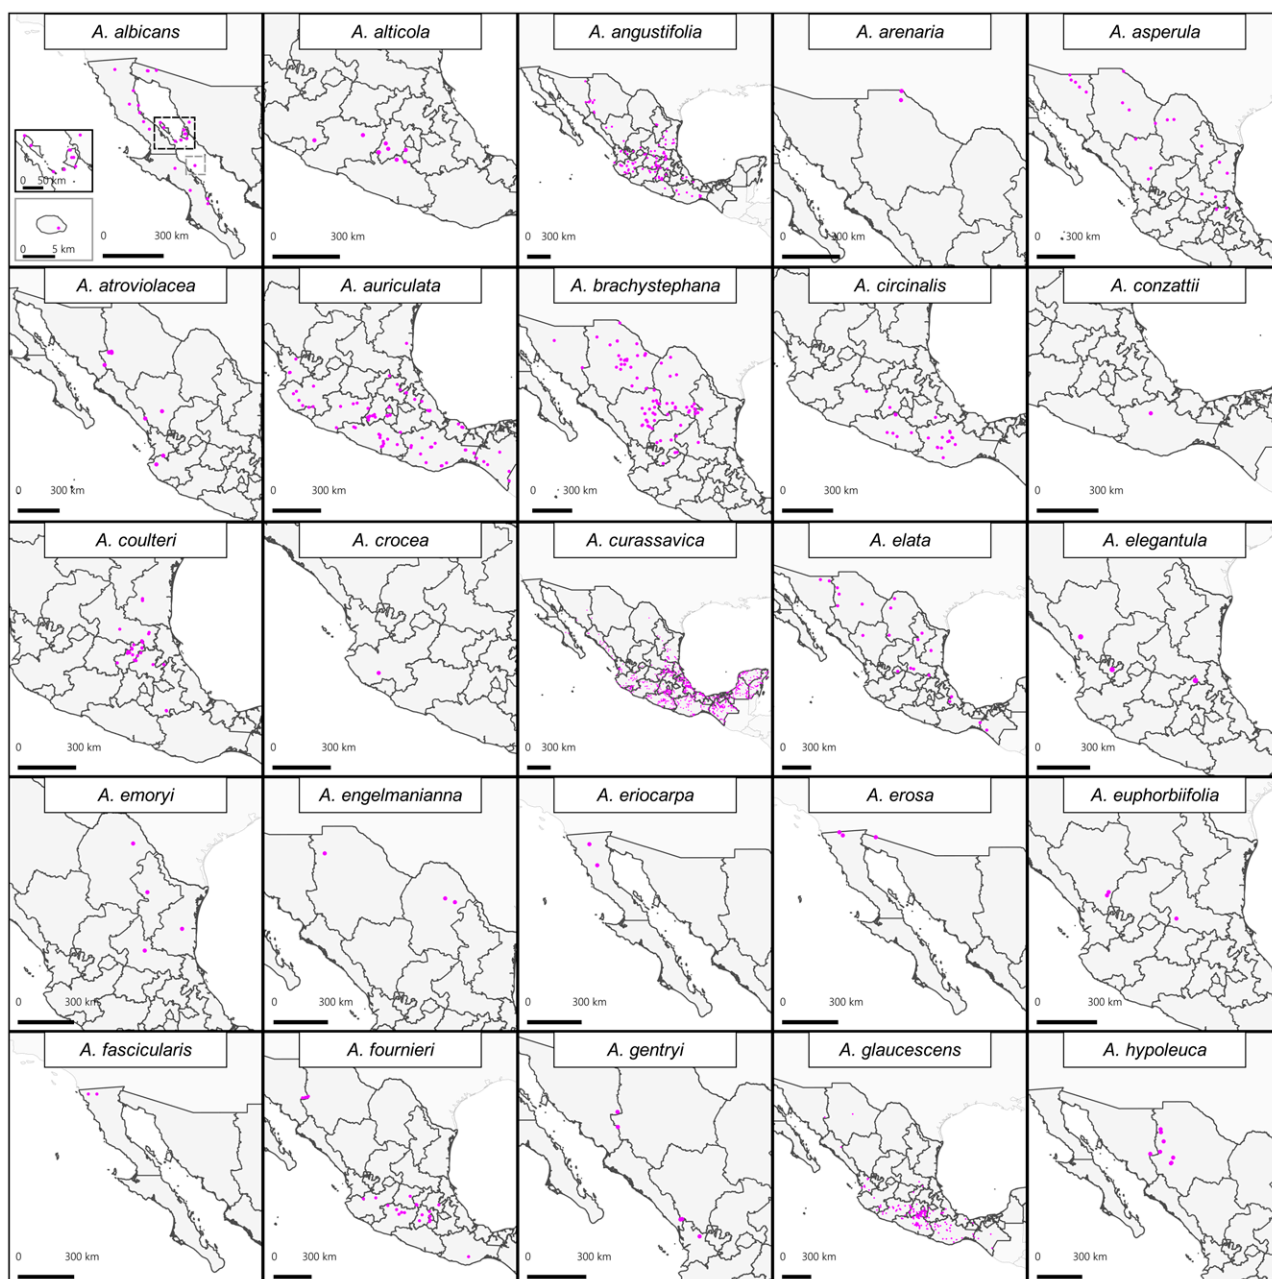 A. albicans
0 50 km
0 5 km
0 300 km
A. alticola
0 300 km
A. angustifolia
0 300 km
A. arenaria
0 300 km
A. asperula
0 300 km
A. atroviolacea
0 300 km
A. auriculata
0 300 km
A. brachystephana
0 300 km
A. circinalis
0 300 km
A. conzattii
0 300 km
A. coulteri
0 300 km
A. crocea
0 300 km
A. curassavica
0 300 km
A. elata
0 300 km
A. elegantula
0 300 km
A. emoryi
0 300 km
A. engelmanianna
0 300 km
A. eriocarpa
0 300 km
A. erosa
0 300 km
A. euphorbiifolia
0 300 km
A. fascicularis
0 300 km
A. fournieri
0 300 km
A. gentryi
0 300 km
A. glaucescens
0 300 km
A. hypoleuca
0 300 km